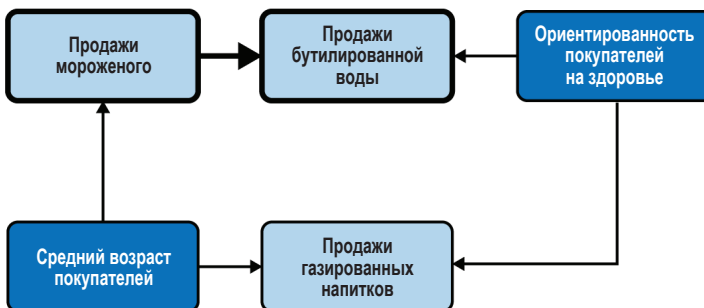 Продажи
мороженого
Продажи
бутилированной
воды
Ориентированность
покупателей
на здоровье
Средний возраст
покупателей
Продажи
газированных
напитков